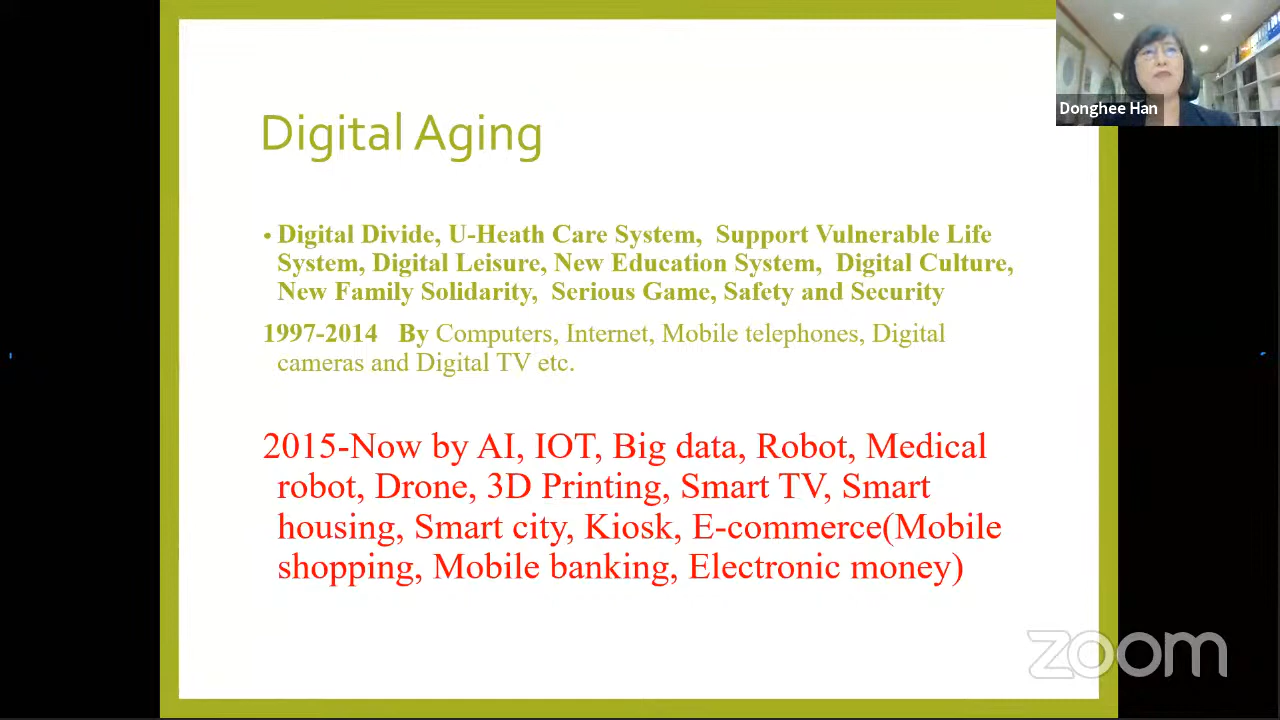 Donghee Han
Digital Aging
• Digital Divide, U-Heath Care System, Support Vulnerable Life
System, Digital Leisure, New Education System, Digital Culture,
New Family Solidarity, Serious Game, Safety and Security
1997-2014 By Computers, Internet, Mobile telephones, Digital
cameras and Digital TV etc.
2015-Now by AI, IOT, Big data, Robot, Medical
robot, Drone, 3D Printing, Smart TV, Smart
housing, Smart city, Kiosk, E-commerce(Mobile
shopping, Mobile banking, Electronic money)
zoom